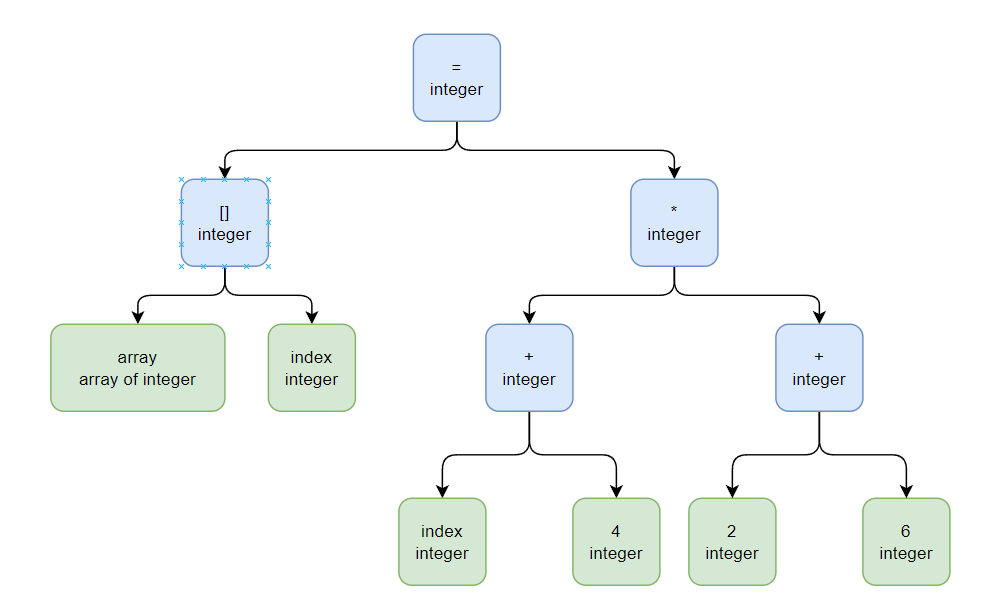 =
integer
[]
integer
*
integer
array
array of integer
index
integer
+
integer
+
integer
index
integer
4
integer
2
integer
6
integer